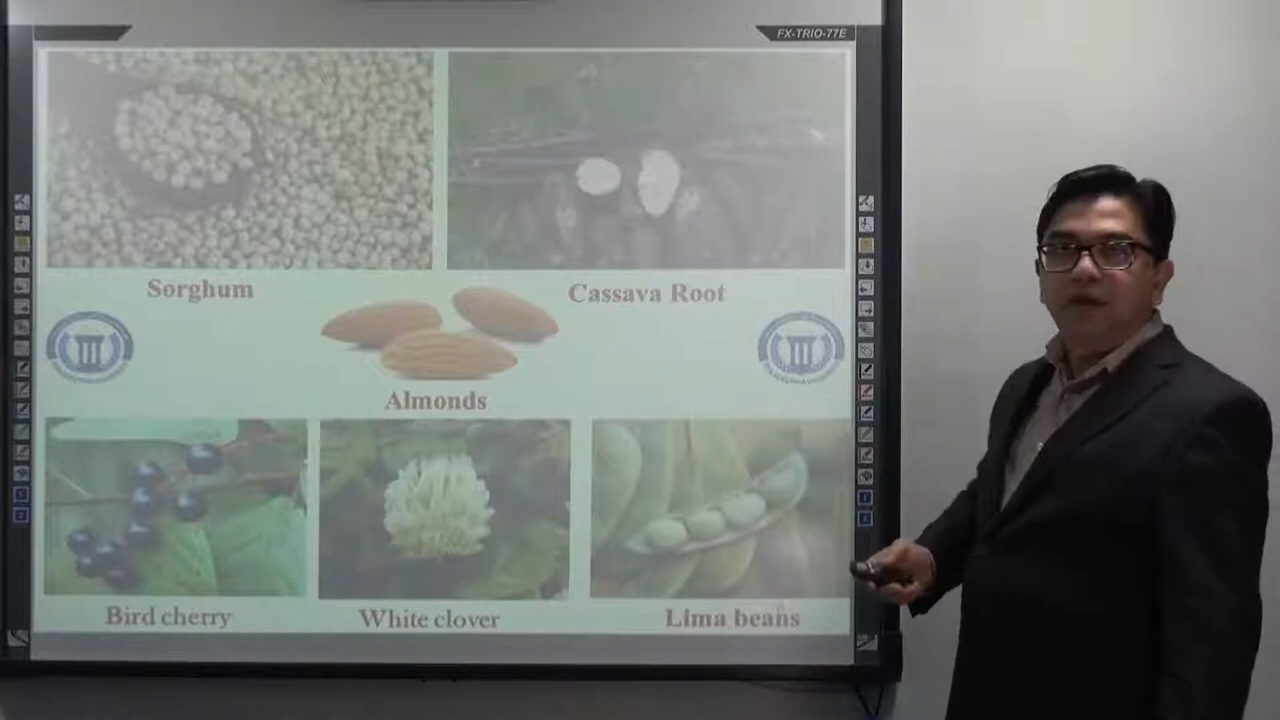 FX-TRIO-77E
Sorghum
Cassava Root
Almonds
Bird cherry
White clover
Lima beans